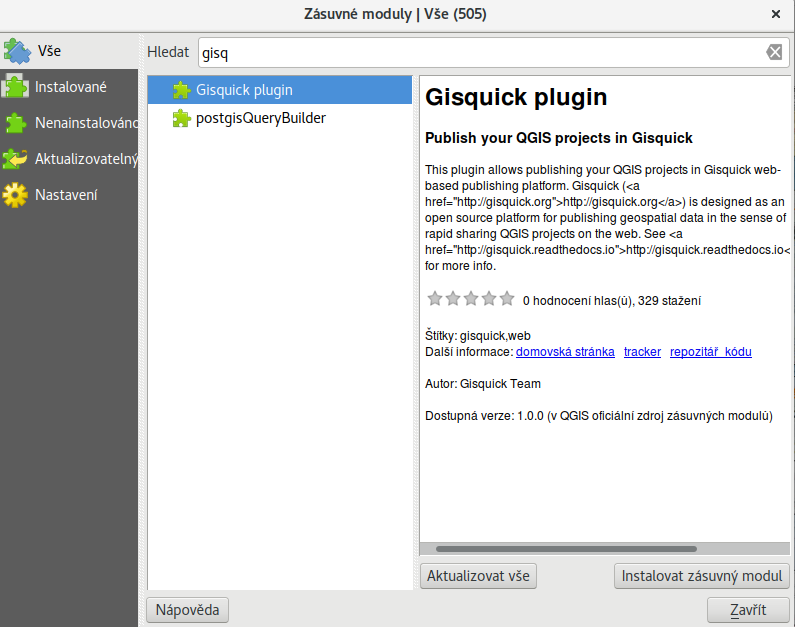 Zásuvné moduly | Vše (505)
Vše
Instalované
Nenainstalováno
Aktualizovatelný
Nastavení
Hledat gisq
Gisquick plugin
postgisQueryBuilder
Gisquick plugin
Publish your QGIS projects in Gisquick
This plugin allows publishing your QGIS projects in Gisquick web-
based publishing platform. Gisquick (<a
href="http://gisquick.org">http://gisquick.org</a>) is designed as an
open source platform for publishing geospatial data in the sense of
rapid sharing QGIS projects on the web. See <a
href="http://gisquick.readthedocs.io">http://gisquick.readthedocs.io<
for more info.
0 hodnocení hlas(ů), 329 stažení
Štítky: gisquick,web
Další informace: domovská stránka tracker repozitář_kódu
Autor: Gisquick Team
Dostupná verze: 1.0.0 (v QGIS oficiální zdroj zásuvných modulů)
Aktualizovat vše
Instalovat zásuvný modul
Nápověda
Zavřít